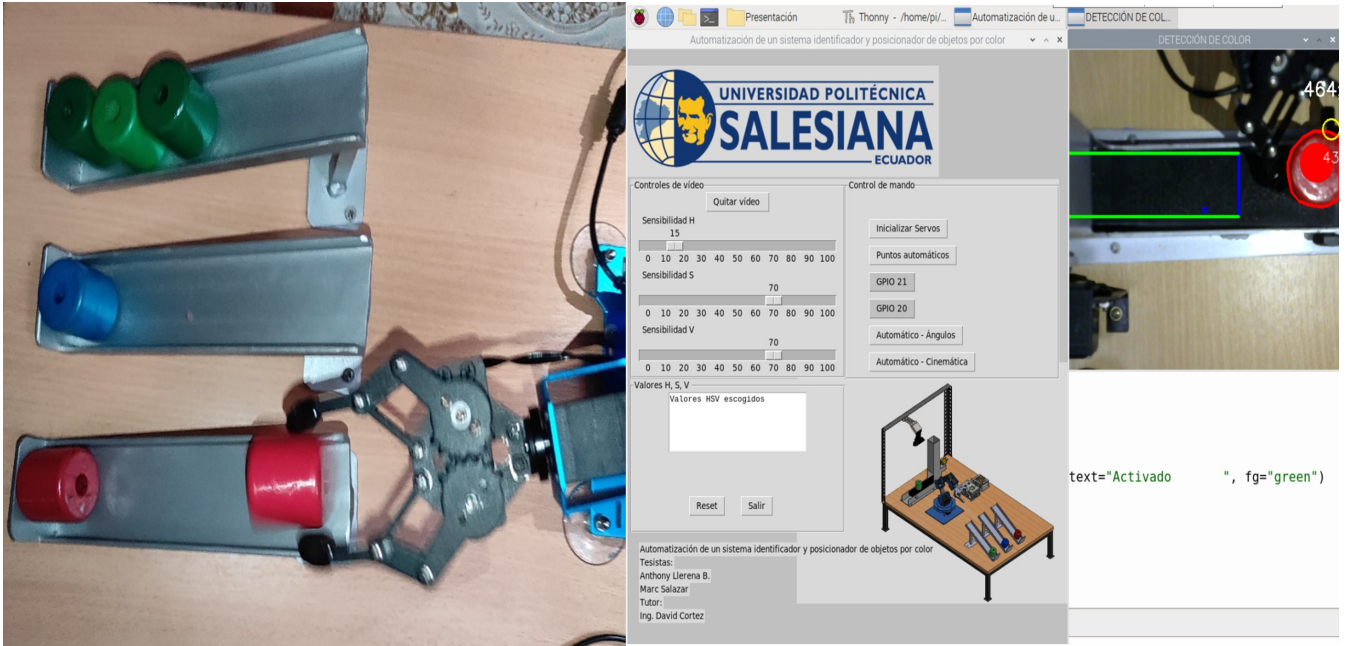 Presentación
Thonny - /home/pi/...
Automatización de u...
DETECCIÓN DE COL...
Automatización de un sistema identificador y posicionador de objetos por color
DETECCIÓN DE COLOR
UNIVERSIDAD POLITÉCNICA
SALESIANA
ECUADOR
464
43
Controles de vídeo
Quitar vídeo
Sensibilidad H
15
0 10 20 30 40 50 60 70 80 90 100
Sensibilidad S
70
0 10 20 30 40 50 60 70 80 90 100
Sensibilidad V
70
0 10 20 30 40 50 60 70 80 90 100
Control de mando
Inicializar Servos
Puntos automáticos
GPIO 21
GPIO 20
Automático - Ángulos
Automático - Cinemática
Valores H, S, V
Valores HSV escogidos
Reset Salir
text="Activado ", fg="green")
Automatización de un sistema identificador y posicionador de objetos por color
Tesistas:
Anthony Llerena B.
Marc Salazar
Tutor:
Ing. David Cortez